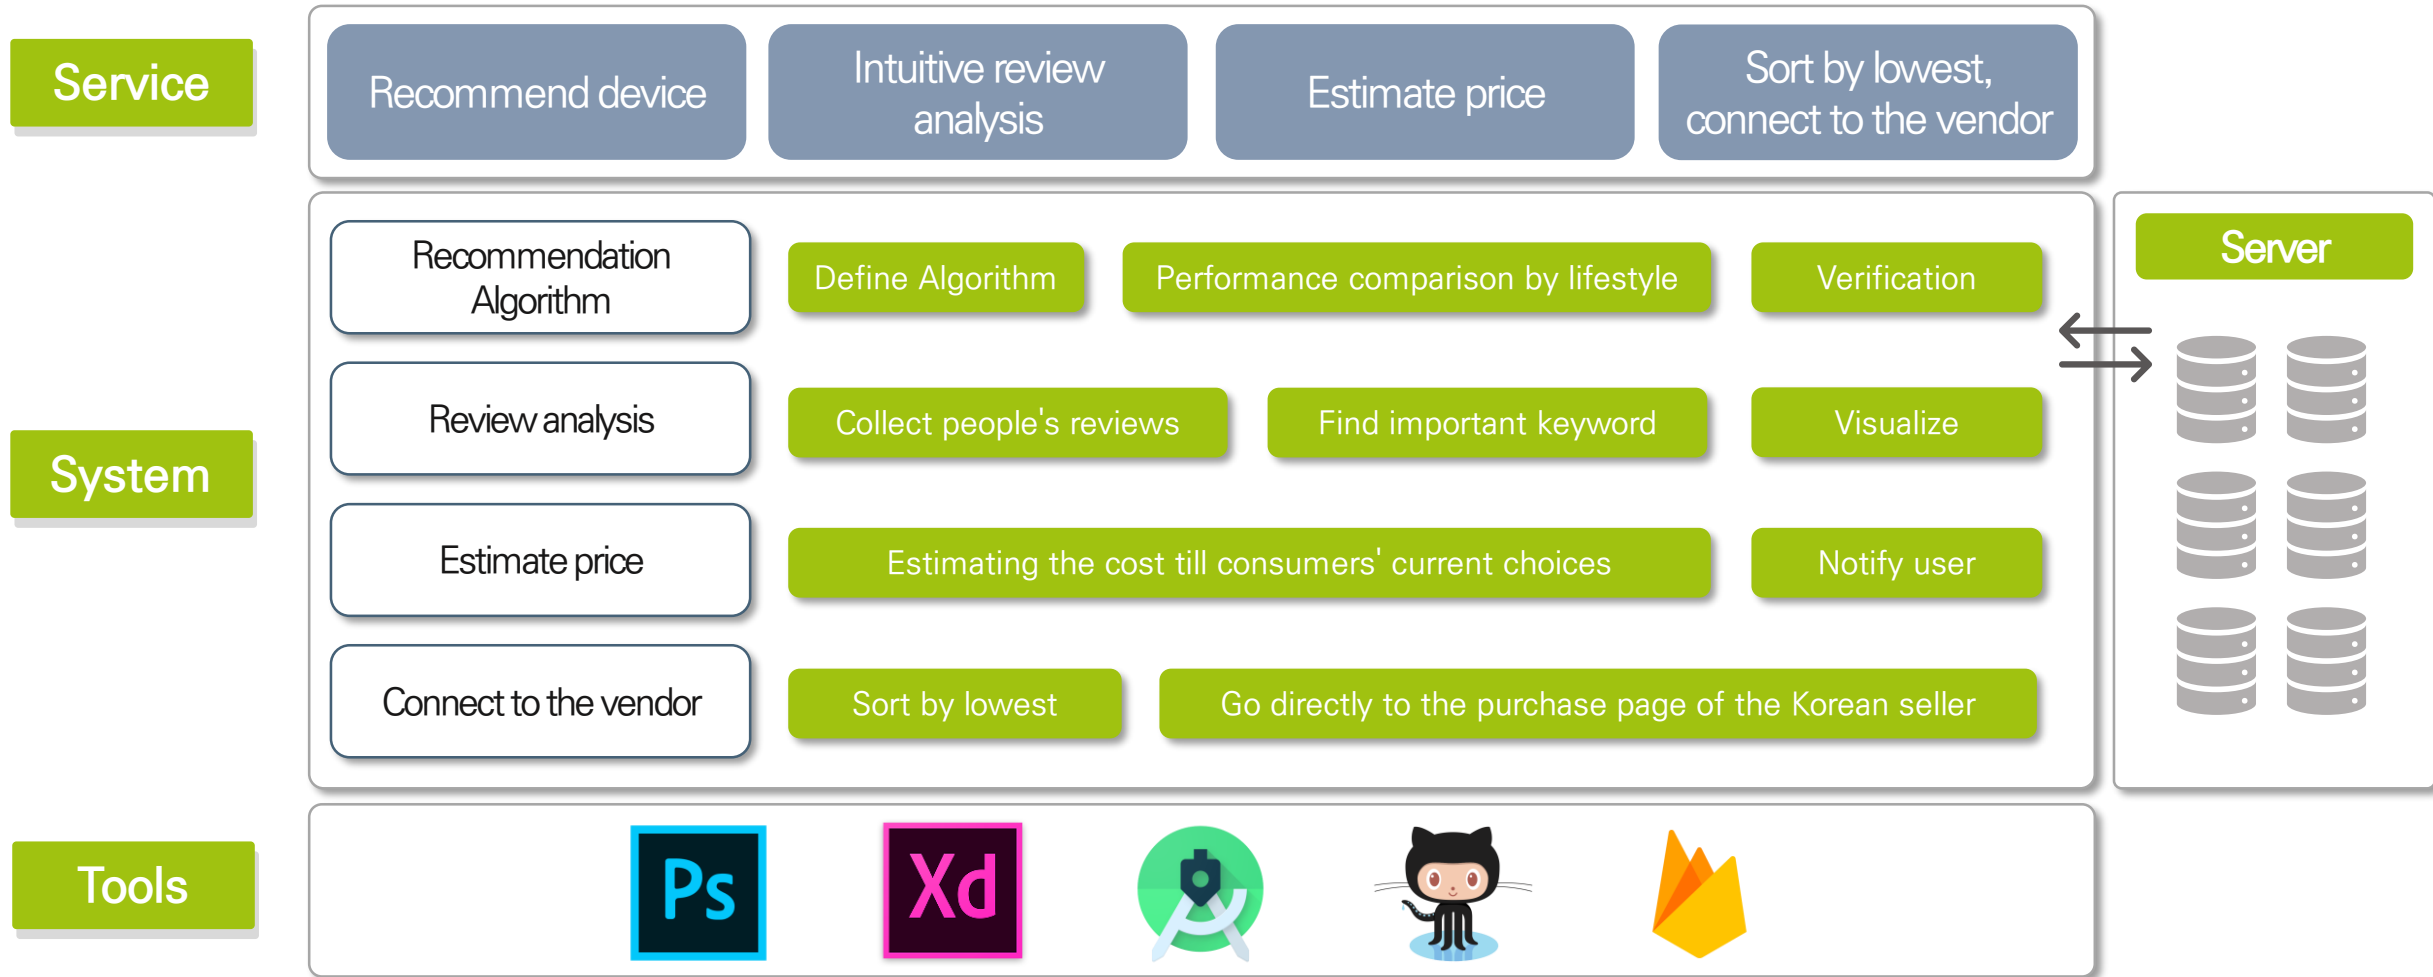 Service
Recommend device
Intuitive review
analysis
Estimate price
Sort by lowest,
connect to the vendor
System
Recommendation
Algorithm
Define Algorithm
Performance comparison by lifestyle
Verification
Review analysis
Collect people's reviews
Find important keyword
Visualize
Estimate price
Estimating the cost till consumers' current choices
Notify user
Connect to the vendor
Sort by lowest
Go directly to the purchase page of the Korean seller
Server
Tools
Ps
Xd